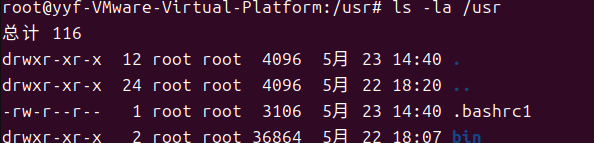 root@yyf-VMware-Virtual-Platform:/usr# ls -la /usr
总计 116
drwxr-xr-x  12 root root  4096  5月 23 14:40 .
drwxr-xr-x  24 root root  4096  5月 22 18:20 ..
-rw-r--r--   1 root root  3106  5月 23 14:40 .bashrc1
drwxr-xr-x   2 root root 36864  5月 22 18:07 bin